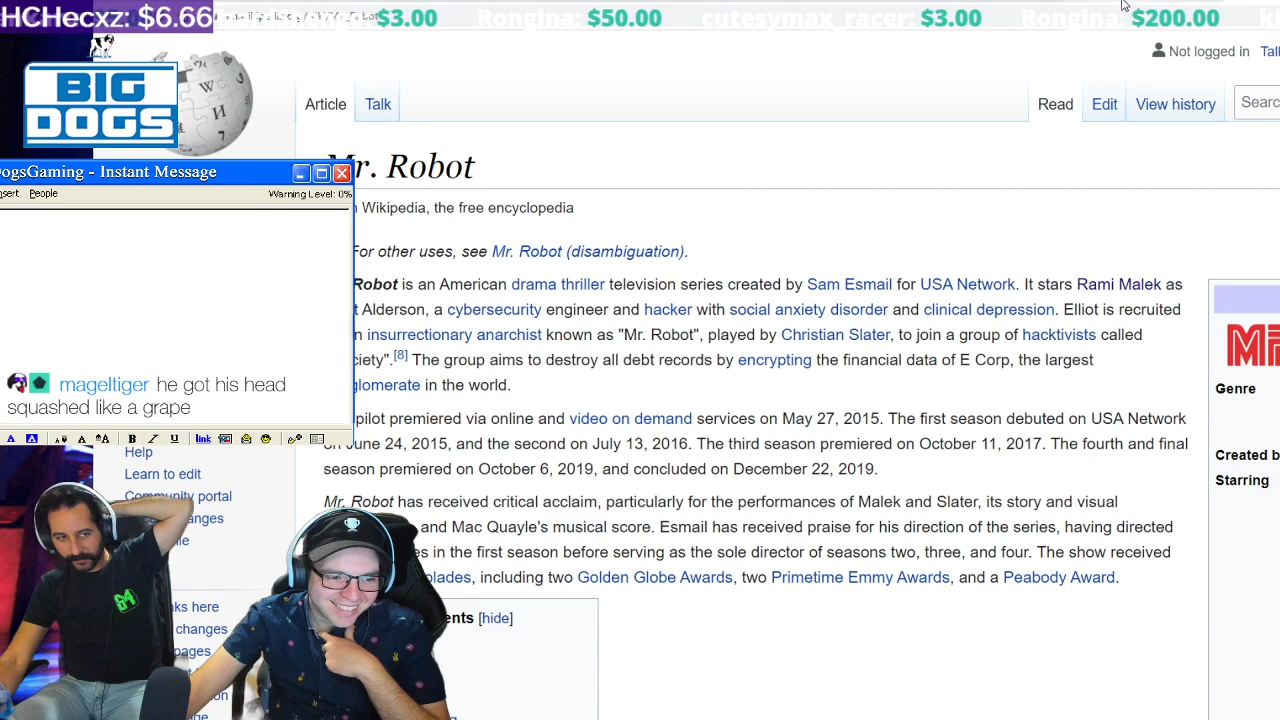 HCHecxz: $6.66
$3.00 Rongina: $50.00 cutesymax_racer: $3.00 Rongina: $200.00
Not logged in
BIG
DOGS
Article Talk Read Edit View history
Mr. Robot
DogsGaming - Instant Message
People Warning Level: 0%
Wikipedia, the free encyclopedia
For other uses, see Mr. Robot (disambiguation).
Robot is an American drama thriller television series created by Sam Esmail for USA Network. It stars Rami Malek as
Alderson, a cybersecurity engineer and hacker with social anxiety disorder and clinical depression. Elliot is recruited
insurrectionary anarchist known as "Mr. Robot", played by Christian Slater, to join a group of hacktivists called
ciety".[8] The group aims to destroy all debt records by encrypting the financial data of E Corp, the largest
glomerate in the world.
mageltiger he got his head
squashed like a grape
pilot premiered via online and video on demand services on May 27, 2015. The first season debuted on USA Network
on June 24, 2015, and the second on July 13, 2016. The third season premiered on October 11, 2017. The fourth and final
season premiered on October 6, 2019, and concluded on December 22, 2019.
A A A A B I U link
Help
Learn to edit
Community portal
changes
Mr. Robot has received critical acclaim, particularly for the performances of Malek and Slater, its story and visual
and Mac Quayle's musical score. Esmail has received praise for his direction of the series, having directed
es in the first season before serving as the sole director of seasons two, three, and four. The show received
olades, including two Golden Globe Awards, two Primetime Emmy Awards, and a Peabody Award.
ents [hide]
nks here
changes
pages
Genre
Created b
Starring